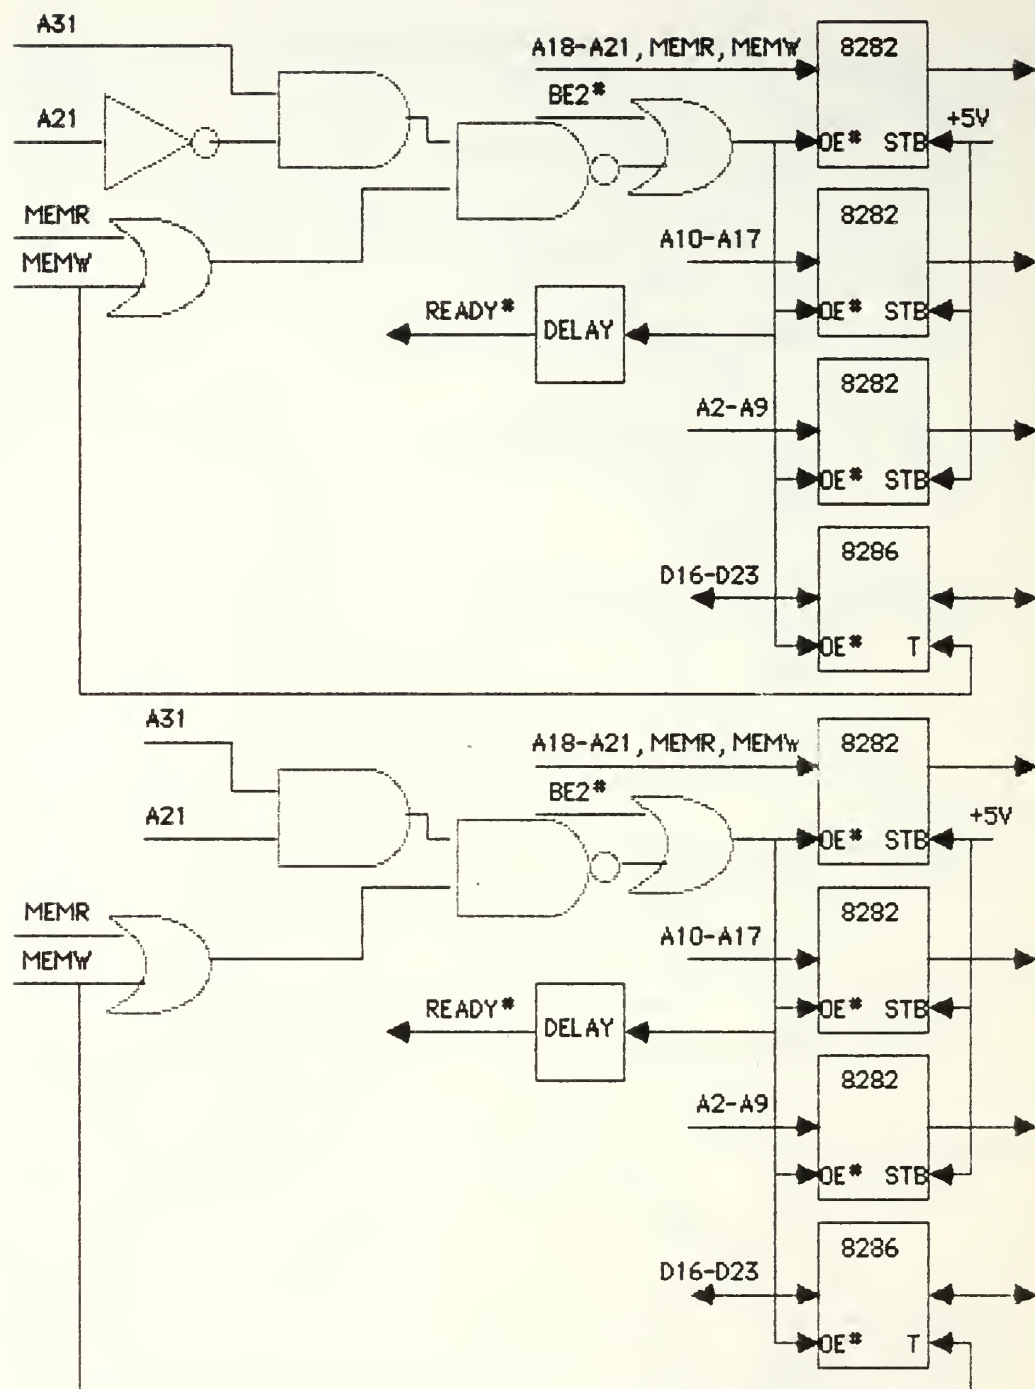 A31
A18-A21, MEMR, MEMW
8282
BE2*
A21
+5V
OE* STB
MEMR
8282
MEMW
A10-A17
READY*
OE* STB
DELAY
8282
A2-A9
OE* STB
8286
D16-D23
OE* T
A31
A18-A21, MEMR, MEMW
8282
BE2*
A21
+5V
OE* STB
MEMR
8282
MEMW
A10-A17
READY*
OE* STB
DELAY
8282
A2-A9
OE* STB
8286
D16-D23
OE* T